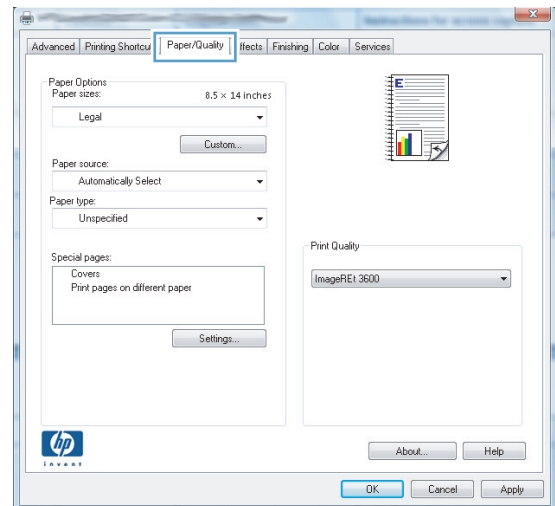 Advanced
Printing Shortcu
Paper/Quality
ffects
Finishing
Color
Services
Paper Options
Paper sizes:
8.5 × 14 inches
Legal
Custom...
Paper source:
Automatically Select
Paper type:
Unspecified
Special pages:
Covers
Print pages on different paper
Settings...
E
Print Quality
ImageREt 3600
hp
invent
About...
Help
OK
Cancel
Apply